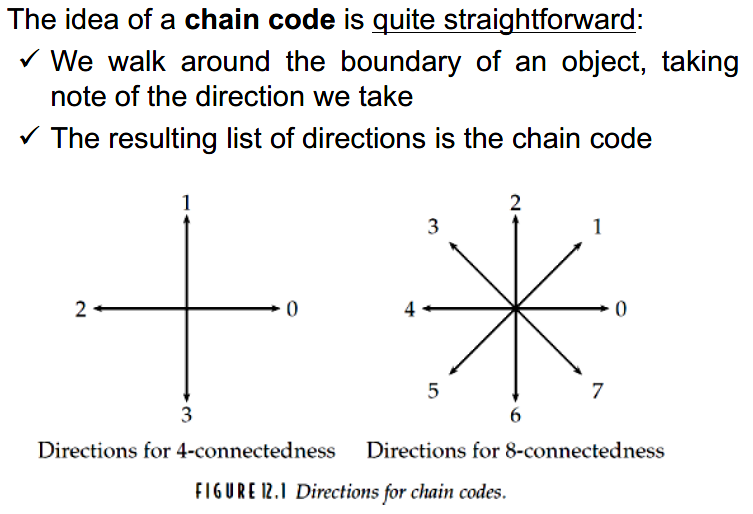 The idea of a chain code is quite straightforward:
✓ We walk around the boundary of an object, taking
note of the direction we take
✓ The resulting list of directions is the chain code
1
2
0
3
2
3
1
4
0
5
7
6
Directions for 4-connectedness
Directions for 8-connectedness
FIGURE 12.1 Directions for chain codes.